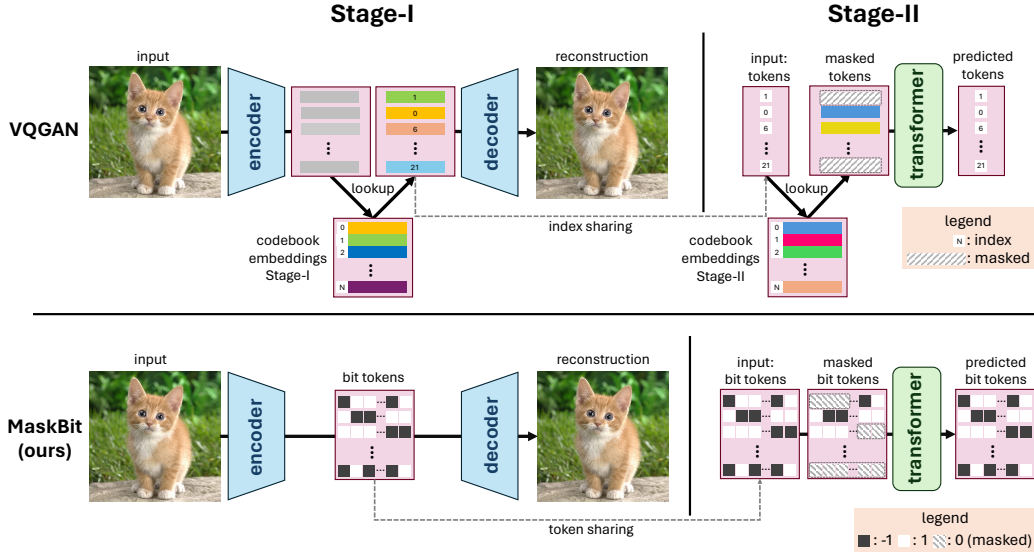 Stage-I
Stage-II
VQGAN
input
encoder
1
0
6
21
decoder
reconstruction
lookup
codebook
embeddings
Stage-I
0
1
2
N
index sharing
input:
tokens
1
0
6
21
masked
tokens
transformer
predicted
tokens
1
0
6
21
lookup
codebook
embeddings
Stage-II
0
1
2
N
legend
N : index
: masked
MaskBit
(ours)
input
encoder
bit tokens
decoder
reconstruction
token sharing
input:
bit tokens
masked
bit tokens
transformer
predicted
bit tokens
legend
: -1 : 1 : 0 (masked)